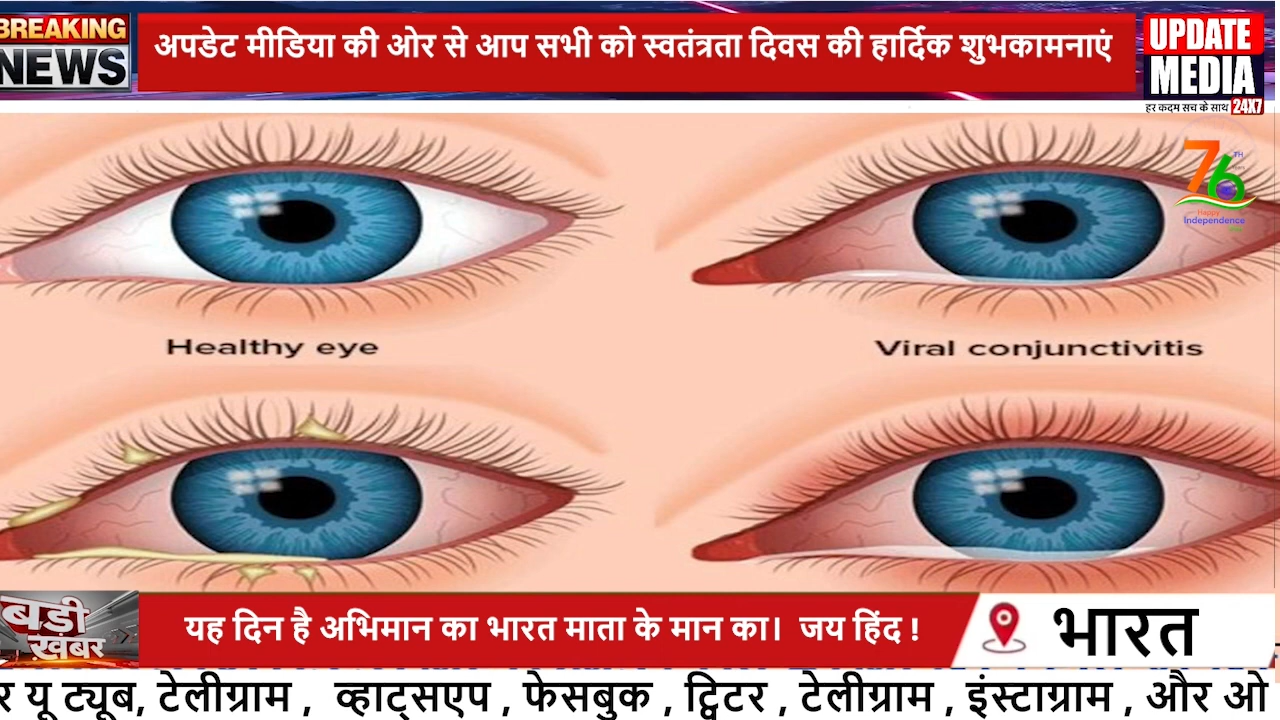 BREAKING
NEWS
अपडेट मीडिया की ओर से आप सभी को स्वतंत्रता दिवस की हार्दिक शुभकामनाएं
UPDATE
MEDIA
हर कदम सच के साथ 24X7
76TH
Happy
Independence
Healthy eye
Viral conjunctivitis
बड़ी
खबर
यह दिन है अभिमान का भारत माता के मान का। जय हिंद !
भारत
र यू ट्यूब, टेलीग्राम , व्हाट्सएप , फेसबुक , ट्विटर , टेलीग्राम , इंस्टाग्राम , और ओ